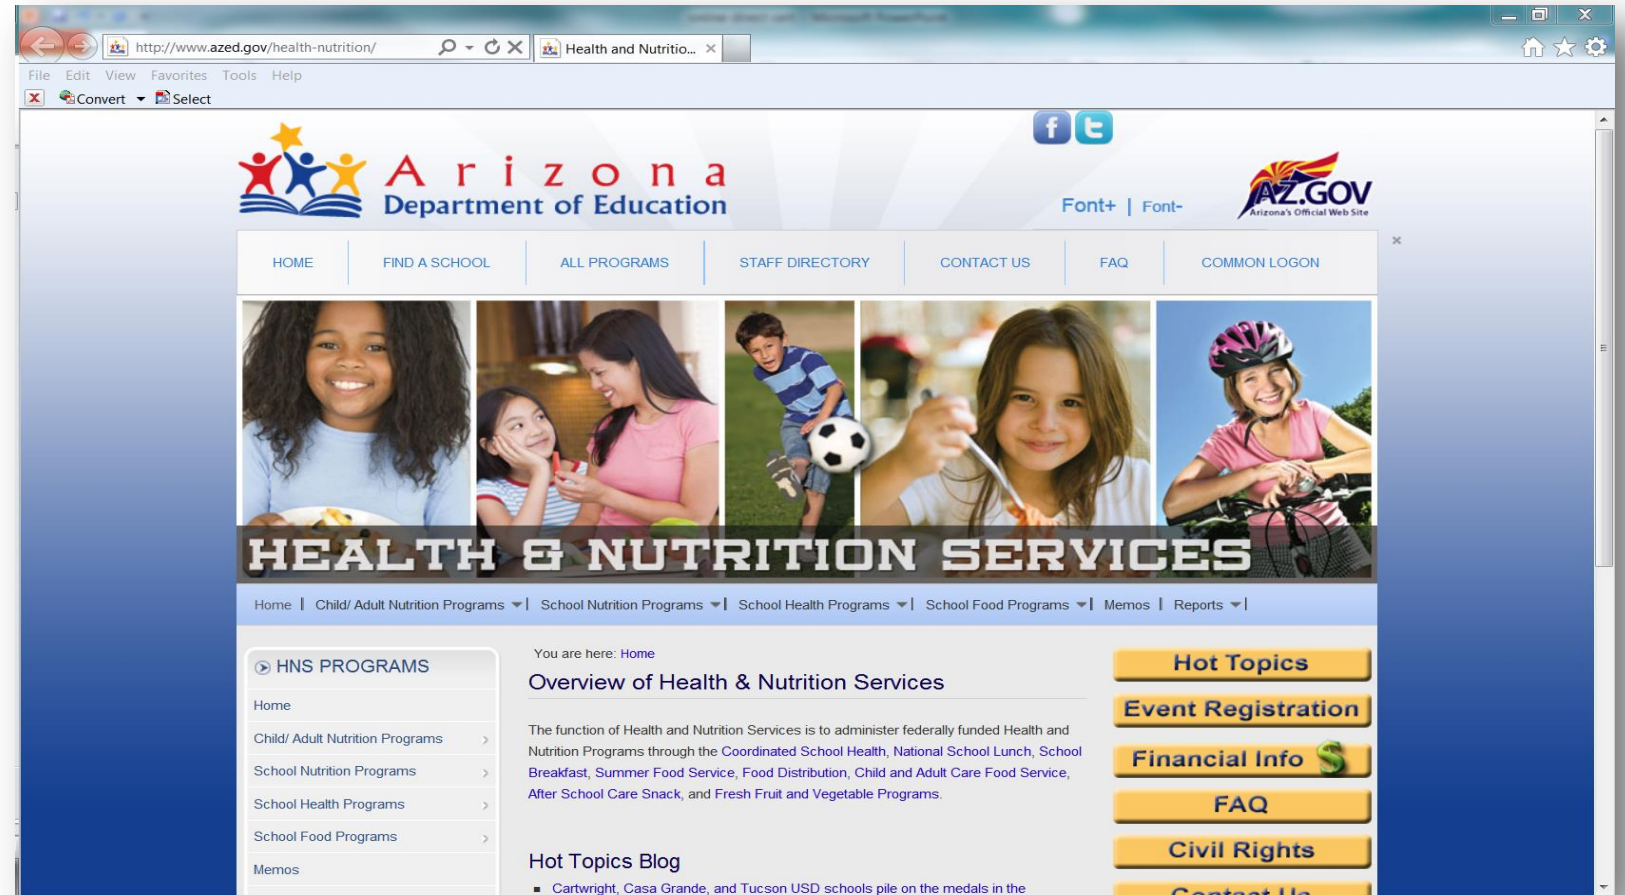 online direct cert - Microsoft PowerPoint
http://www.azed.gov/health-nutrition/
Health and Nutritio...
File Edit View Favorites Tools Help
Convert Select
f t
Arizona
Department of Education
Font+ | Font-
AZ.GOV
Arizona's Official Web Site
HOME FIND A SCHOOL ALL PROGRAMS STAFF DIRECTORY CONTACT US FAQ COMMON LOGON
HEALTH & NUTRITION SERVICES
Home | Child/ Adult Nutrition Programs | School Nutrition Programs | School Health Programs | School Food Programs | Memos | Reports |
HNS PROGRAMS
Home
Child/ Adult Nutrition Programs
School Nutrition Programs
School Health Programs
School Food Programs
Memos
You are here: Home
Overview of Health & Nutrition Services
The function of Health and Nutrition Services is to administer federally funded Health and
Nutrition Programs through the Coordinated School Health, National School Lunch, School
Breakfast, Summer Food Service, Food Distribution, Child and Adult Care Food Service,
After School Care Snack, and Fresh Fruit and Vegetable Programs.
Hot Topics Blog
Cartwright, Casa Grande, and Tucson USD schools pile on the medals in the
Hot Topics
Event Registration
Financial Info $
FAQ
Civil Rights
Contact Us